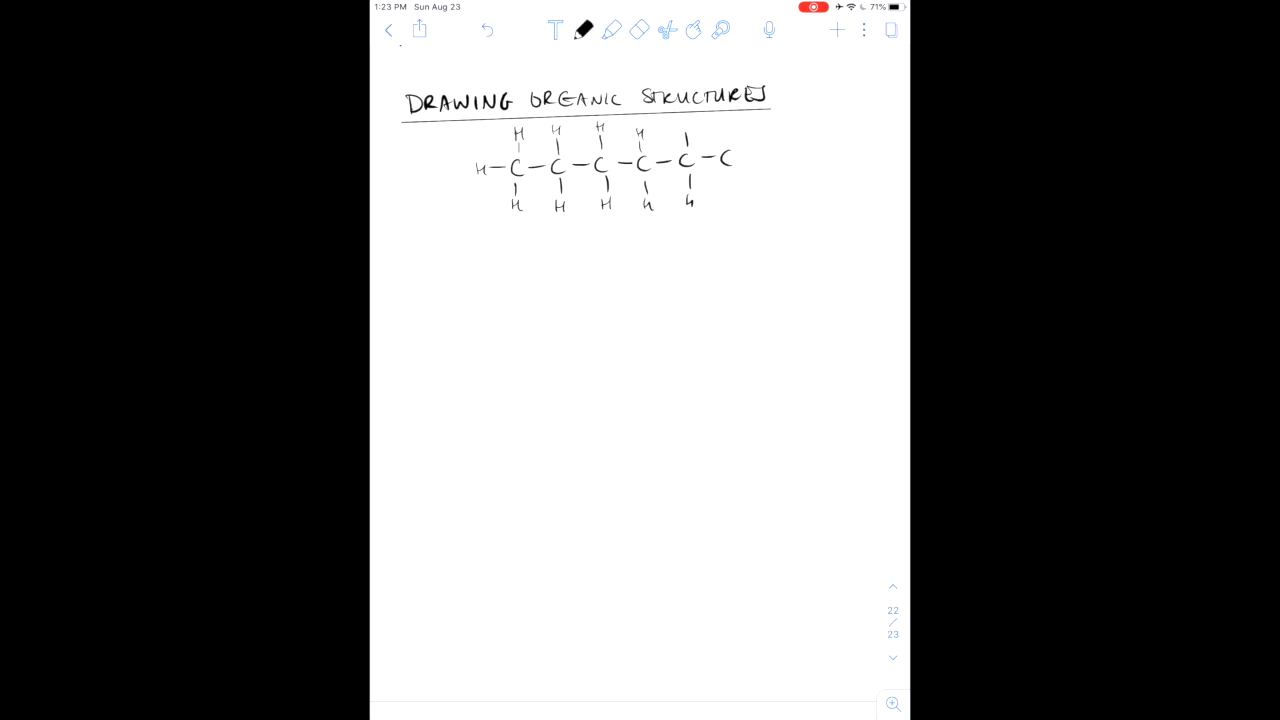 1:23 PM Sun Aug 23 71%
T
DRAWING ORGANIC STRUCTURES
H H H H
H-C-C-C-C-C-C
H H H H H
22
/
23